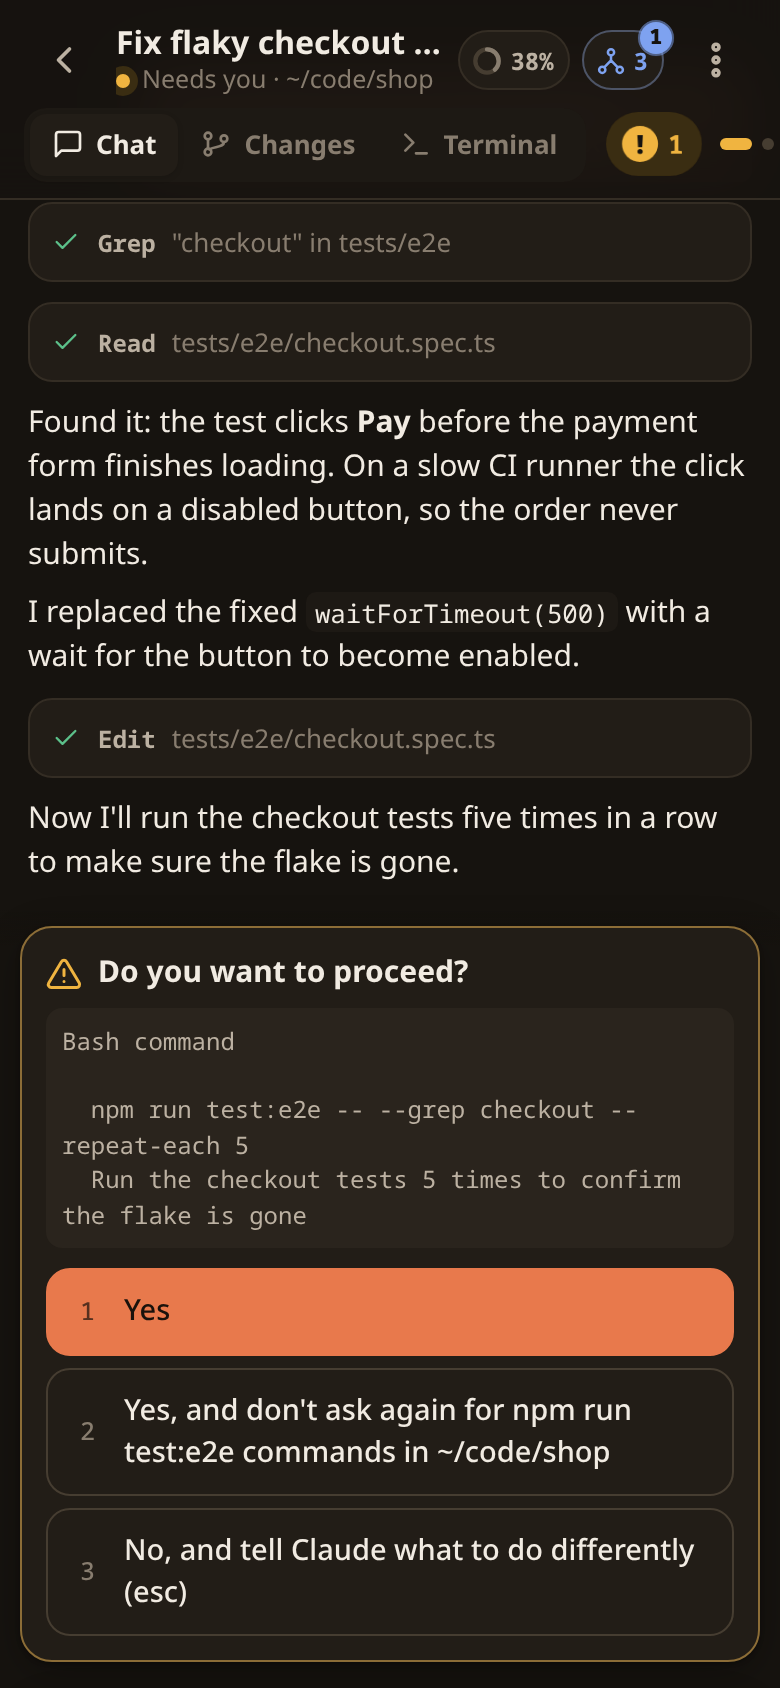 Fix flaky checkout ...
Needs you · ~/code/shop
38%
3
1
Chat
Changes
Terminal
! 1
Grep "checkout" in tests/e2e
Read tests/e2e/checkout.spec.ts
Found it: the test clicks Pay before the payment
form finishes loading. On a slow CI runner the click
lands on a disabled button, so the order never
submits.
I replaced the fixed waitForTimeout(500) with a
wait for the button to become enabled.
Edit tests/e2e/checkout.spec.ts
Now I'll run the checkout tests five times in a row
to make sure the flake is gone.
Do you want to proceed?
Bash command
npm run test:e2e -- --grep checkout --
repeat-each 5
Run the checkout tests 5 times to confirm
the flake is gone
1 Yes
2 Yes, and don't ask again for npm run
test:e2e commands in ~/code/shop
3 No, and tell Claude what to do differently
(esc)